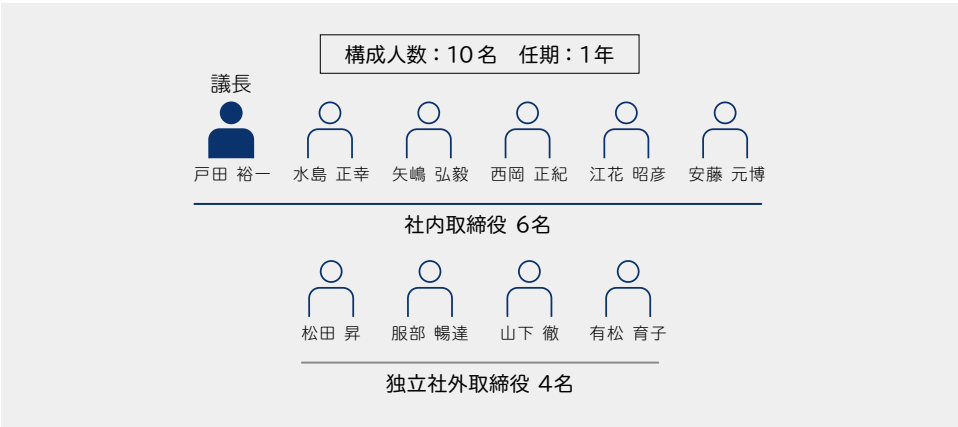 構成人数：10名　任期：1年
議長
戸田 裕一　水島 正幸　矢嶋 弘毅　西岡 正紀　江花 昭彦　安藤 元博
社内取締役 6名
松田 昇　服部 暢達　山下 徹　有松 育子
独立社外取締役 4名